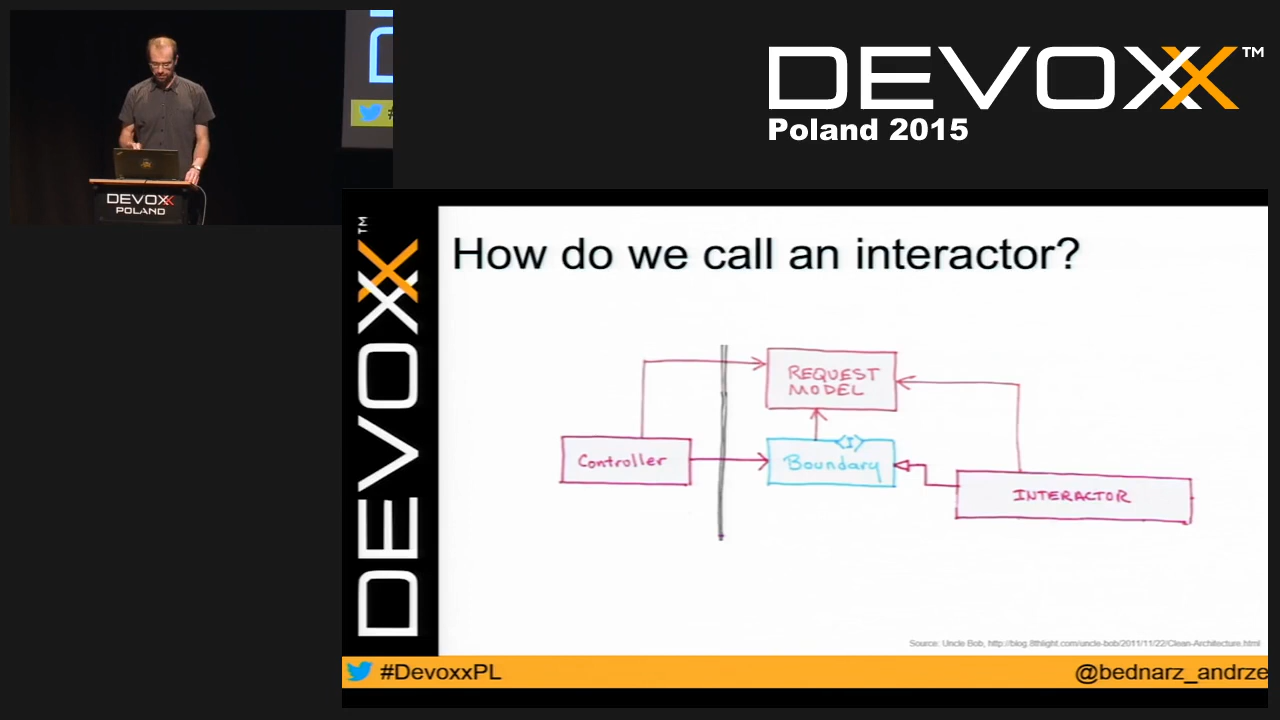 DEVOXX™
Poland 2015
DEVOXX
POLAND
#
DEVOXX™
How do we call an interactor?
REQUEST
MODEL
Controller
<I>
Boundary
INTERACTOR
Source: Uncle Bob, http://blog.8thlight.com/uncle-bob/2011/11/22/Clean-Architecture.html
#DevoxxPL
@bednarz_andrze